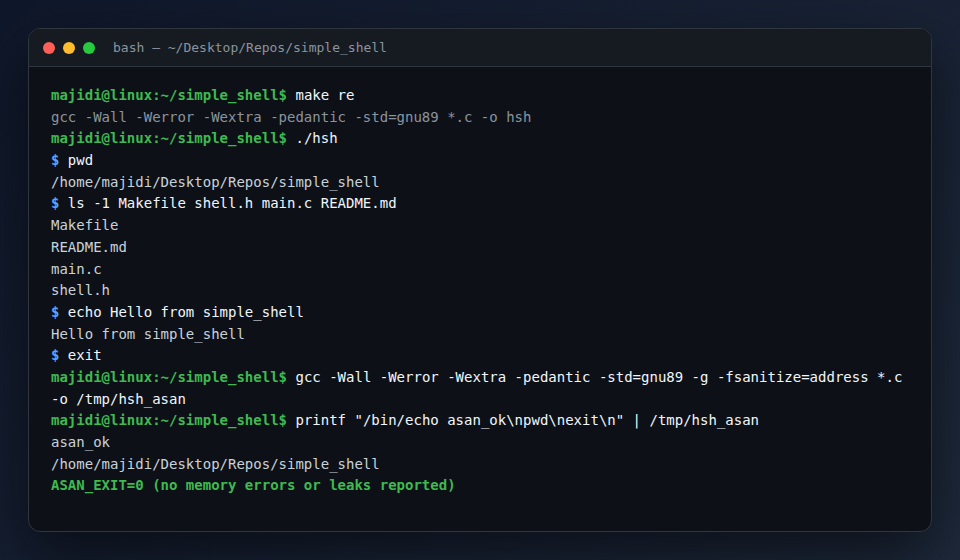 bash — ~/Desktop/Repos/simple_shell
majidi@linux:~/simple_shell$ make re
gcc -Wall -Werror -Wextra -pedantic -std=gnu89 *.c -o hsh
majidi@linux:~/simple_shell$ ./hsh
$ pwd
/home/majidi/Desktop/Repos/simple_shell
$ ls -1 Makefile shell.h main.c README.md
Makefile
README.md
main.c
shell.h
$ echo Hello from simple_shell
Hello from simple_shell
$ exit
majidi@linux:~/simple_shell$ gcc -Wall -Werror -Wextra -pedantic -std=gnu89 -g -fsanitize=address *.c
-o /tmp/hsh_asan
majidi@linux:~/simple_shell$ printf "/bin/echo asan_ok\npwd\nexit\n" | /tmp/hsh_asan
asan_ok
/home/majidi/Desktop/Repos/simple_shell
ASAN_EXIT=0 (no memory errors or leaks reported)